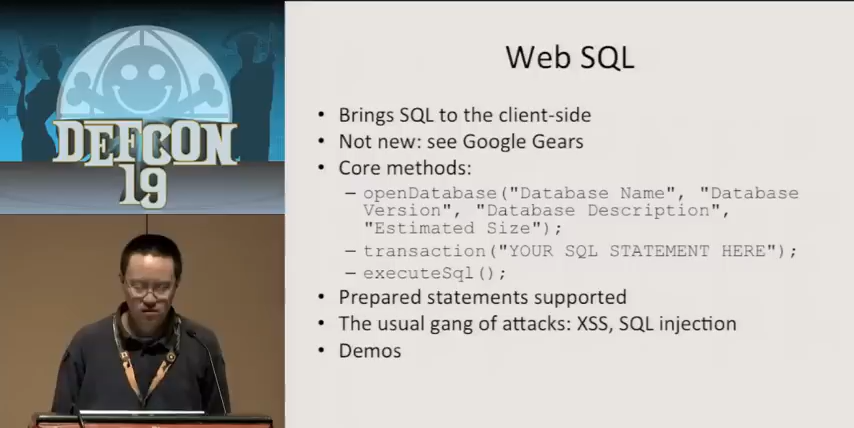 DEFCON
19
Web SQL
• Brings SQL to the client-side
• Not new: see Google Gears
• Core methods:
– openDatabase("Database Name", "Database
Version", "Database Description",
"Estimated Size");
– transaction("YOUR SQL STATEMENT HERE");
– executeSql();
• Prepared statements supported
• The usual gang of attacks: XSS, SQL injection
• Demos